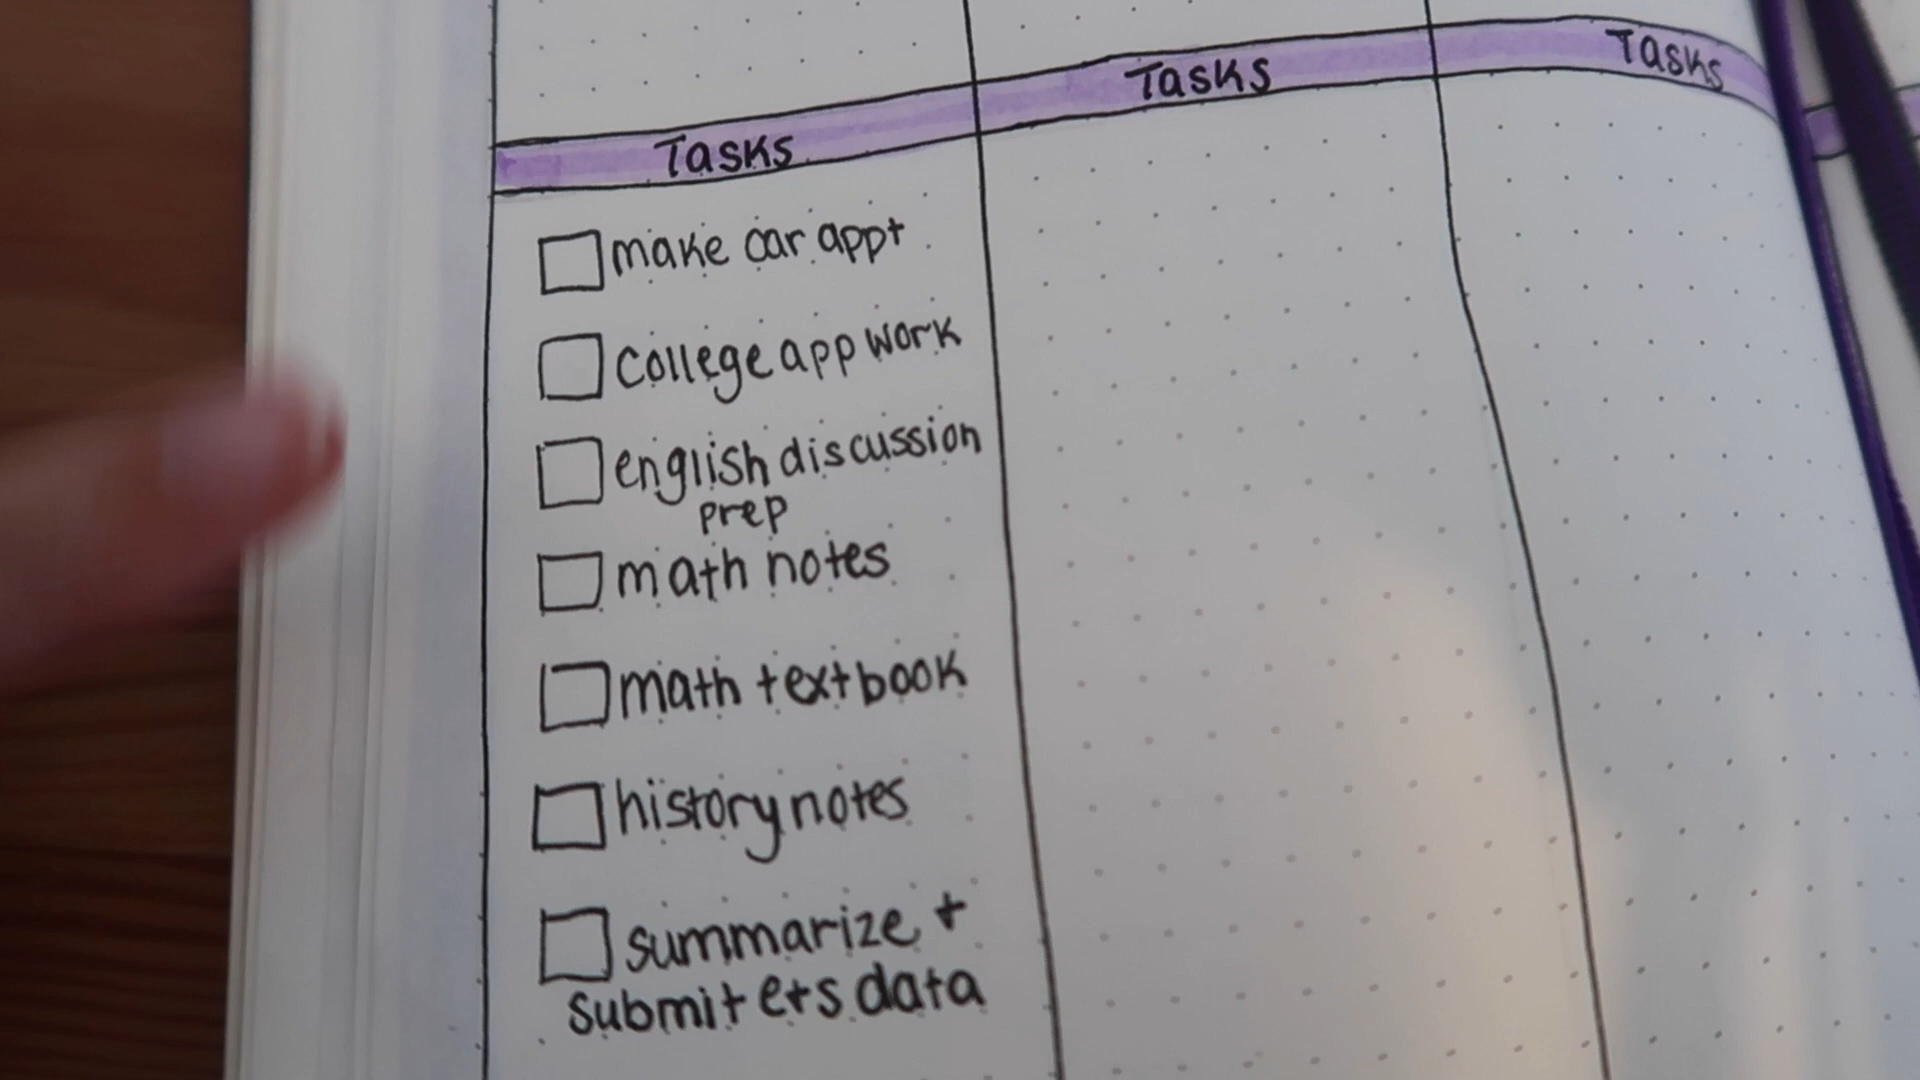 Tasks
Tasks
Tasks
make car appt
college app work
english discussion
prep
math notes
math textbook
history notes
summarize +
submit ets data